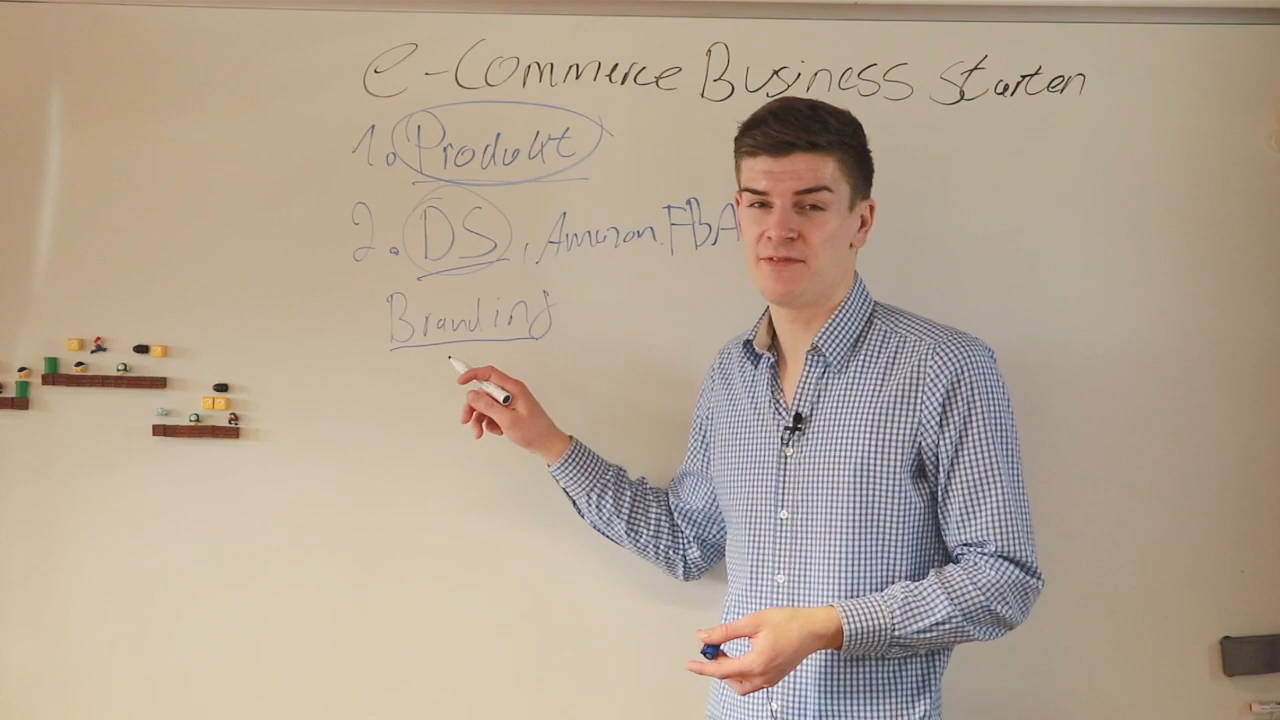 e-Commerce Business starten
1. Produkt
2. DS, Amazon FBA
Branding